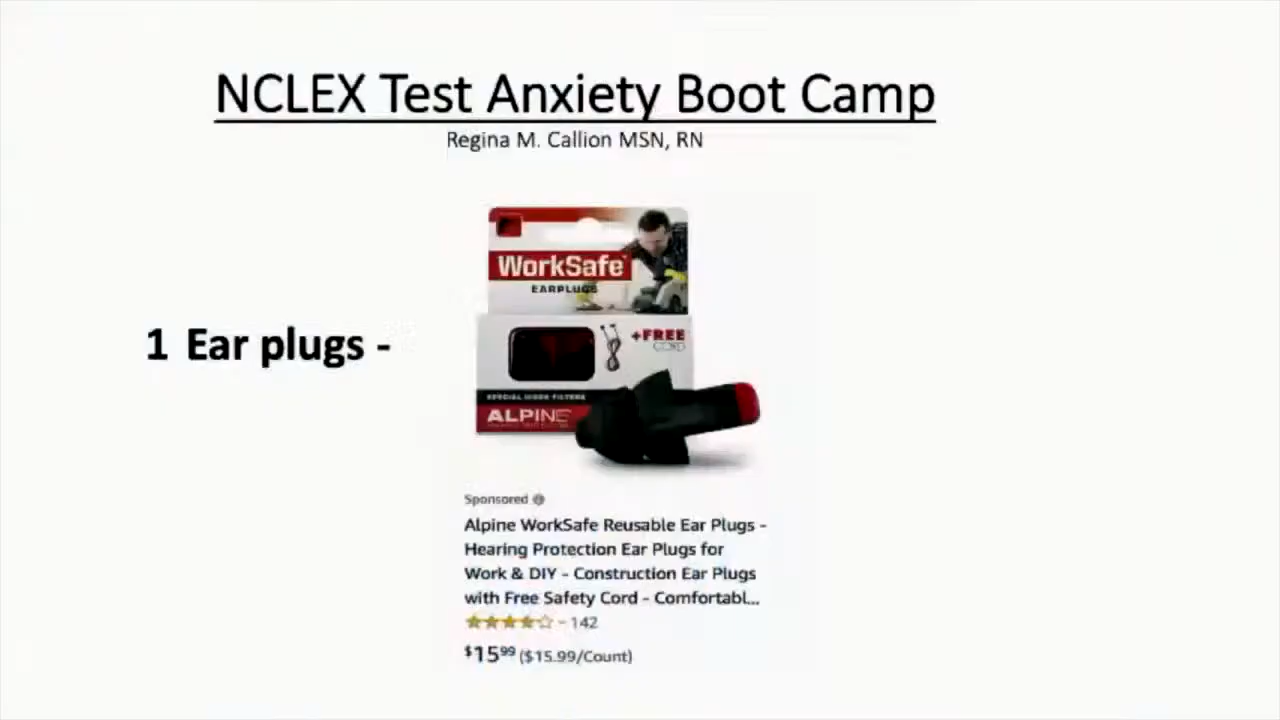 NCLEX Test Anxiety Boot Camp
Regina M. Callion MSN, RN
1 Ear plugs -
WorkSafe
EARPLUGS
+FREE
CORD
SPECIAL WORK FILTERS
ALPINE
Sponsored
Alpine WorkSafe Reusable Ear Plugs -
Hearing Protection Ear Plugs for
Work & DIY - Construction Ear Plugs
with Free Safety Cord - Comfortabl...
142
$15.99 ($15.99/Count)